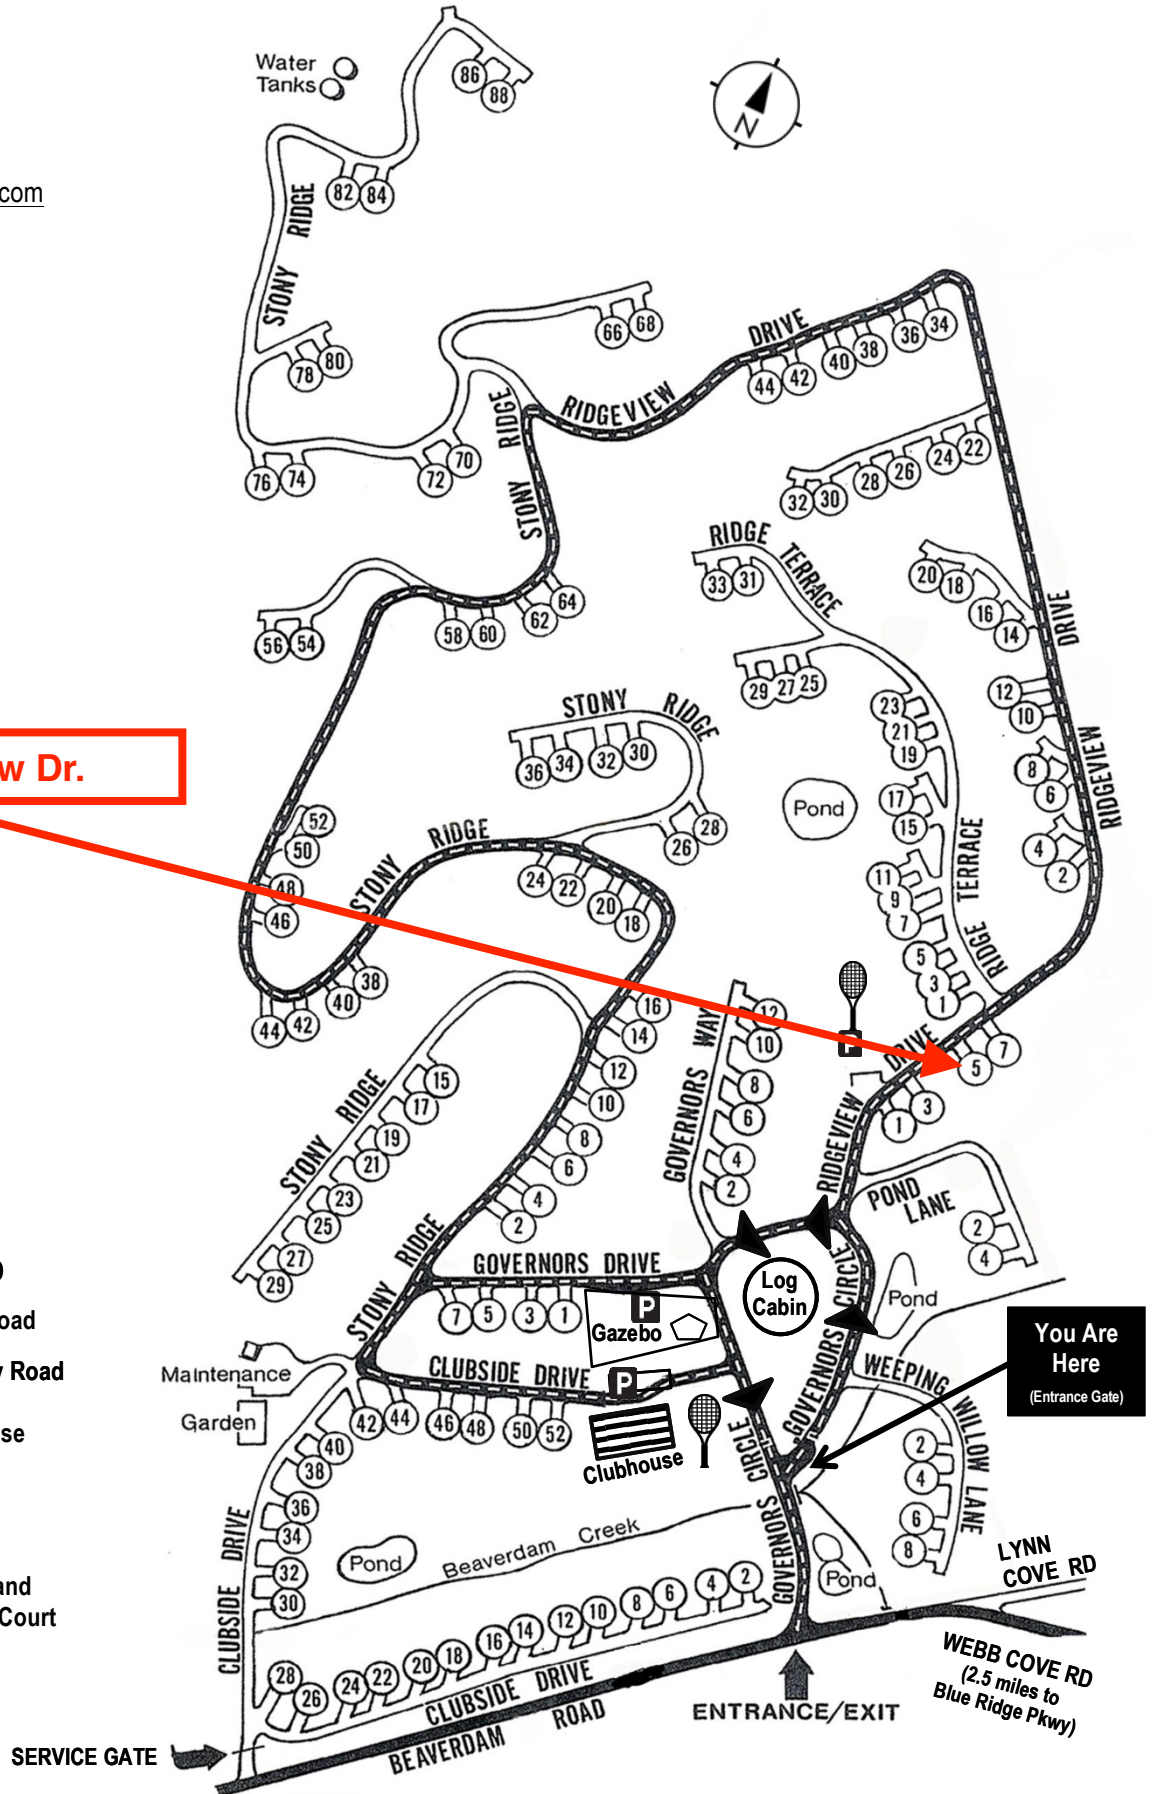 Water
Tanks
86
88
N
com
82
84
STONY RIDGE
78
80
66
68
RIDGEVIEW DRIVE
44
42
40
38
36
34
76
74
72
70
STONY RIDGE
32
30
28
26
24
22
RIDGE TERRACE
33
31
20
18
16
14
DRIVE
56
54
58
60
62
64
29
27
25
12
10
STONY RIDGE
36
34
32
30
23
21
19
8
6
RIDGEVIEW
w Dr.
Pond
17
15
4
2
52
50
48
46
STONY RIDGE
24
22
20
18
26
28
11
9
7
TERRACE
RIDGE
5
3
1
44
42
40
38
16
14
12
10
8
6
4
2
GOVERNORS WAY
12
10
8
6
4
2
P
RIDGEVIEW DRIVE
7
5
3
1
STONY RIDGE
15
17
19
21
23
25
27
29
POND
LANE
2
4
STONY RIDGE
GOVERNORS DRIVE
7
5
3
1
P
Gazebo
Log
Cabin
GOVERNORS CIRCLE
Pond
You Are
Here
(Entrance Gate)
oad
y Road
se
and
Court
Maintenance
Garden
CLUBSIDE DRIVE
P
42
44
46
48
50
52
Clubhouse
WEEPING WILLOW LANE
2
4
6
8
GOVERNORS CIRCLE
40
38
36
34
32
30
CLUBSIDE DRIVE
Pond
Beaverdam Creek
Pond
LYNN
COVE RD
28
26
24
22
20
18
16
14
12
10
8
6
4
2
CLUBSIDE DRIVE
BEAVERDAM ROAD
WEBB COVE RD
(2.5 miles to
Blue Ridge Pkwy)
ENTRANCE/EXIT
SERVICE GATE